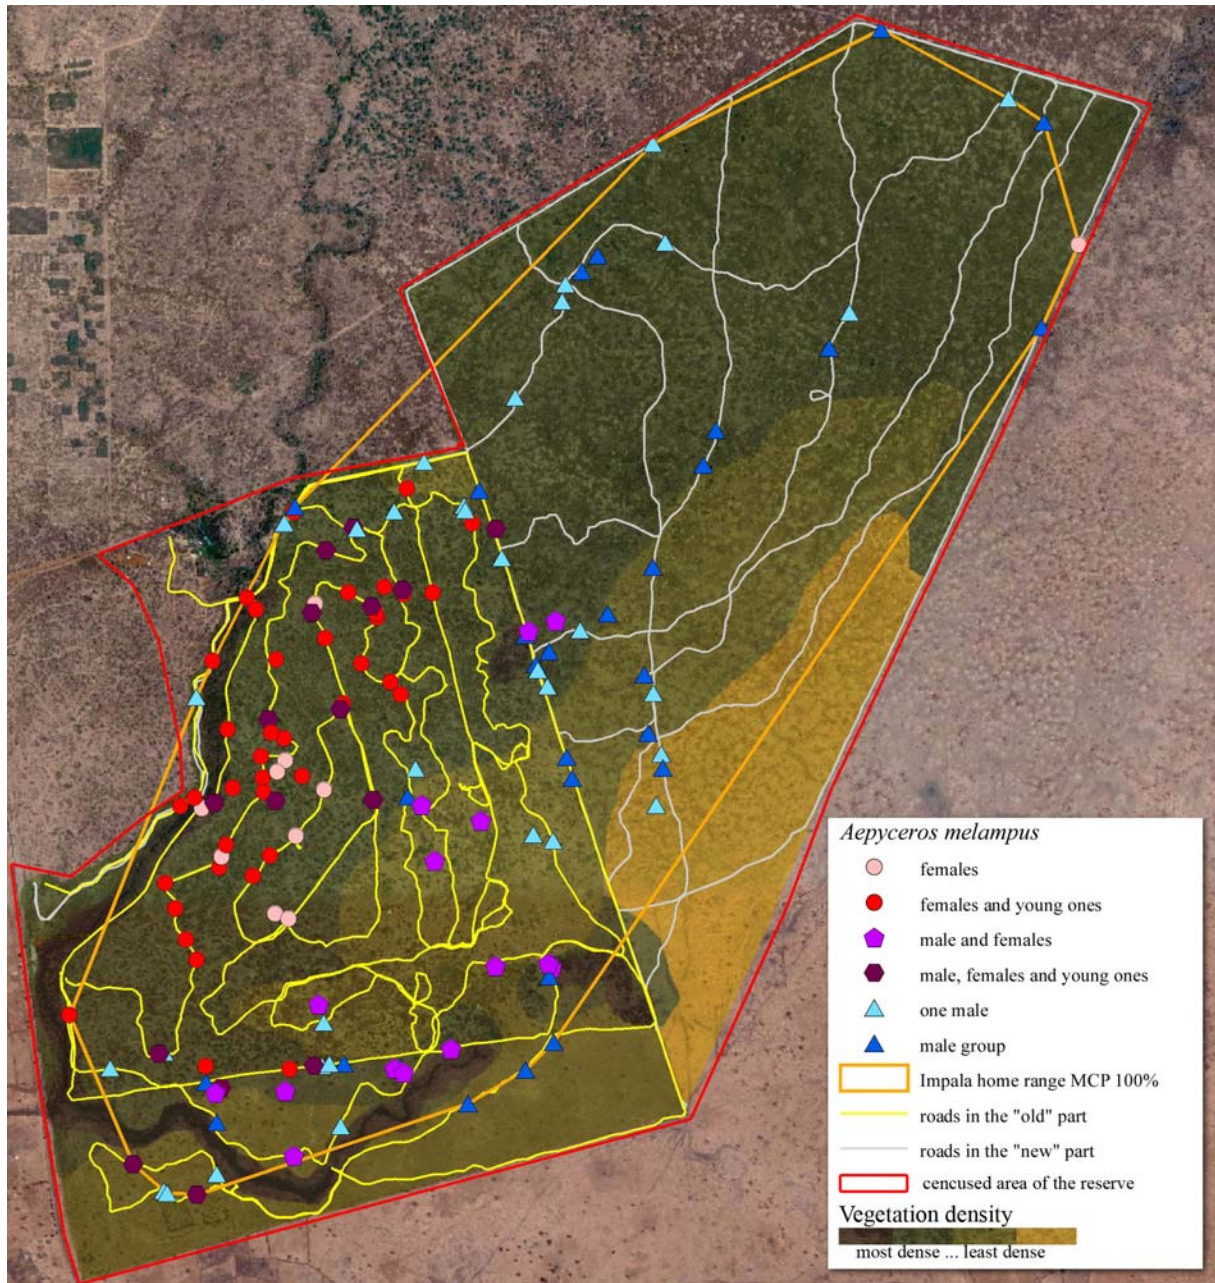 Aepyceros melampus
females
females and young ones
male and females
male, females and young ones
one male
male group
Impala home range MCP 100%
roads in the "old" part
roads in the "new" part
cencused area of the reserve
Vegetation density
most dense ... least dense